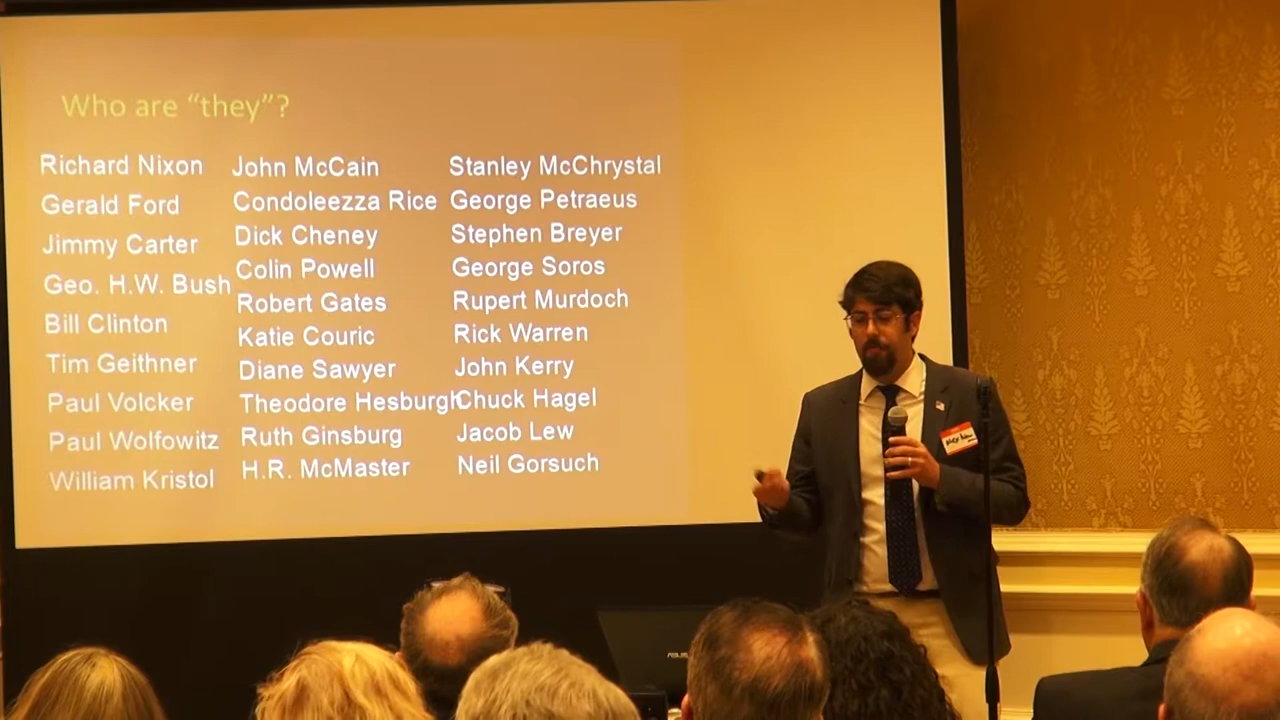 Who are “they”?
Richard Nixon
Gerald Ford
Jimmy Carter
Geo. H.W. Bush
Bill Clinton
Tim Geithner
Paul Volcker
Paul Wolfowitz
William Kristol
John McCain
Condoleezza Rice
Dick Cheney
Colin Powell
Robert Gates
Katie Couric
Diane Sawyer
Theodore Hesburgh
Ruth Ginsburg
H.R. McMaster
Stanley McChrystal
George Petraeus
Stephen Breyer
George Soros
Rupert Murdoch
Rick Warren
John Kerry
Chuck Hagel
Jacob Lew
Neil Gorsuch
ASUS